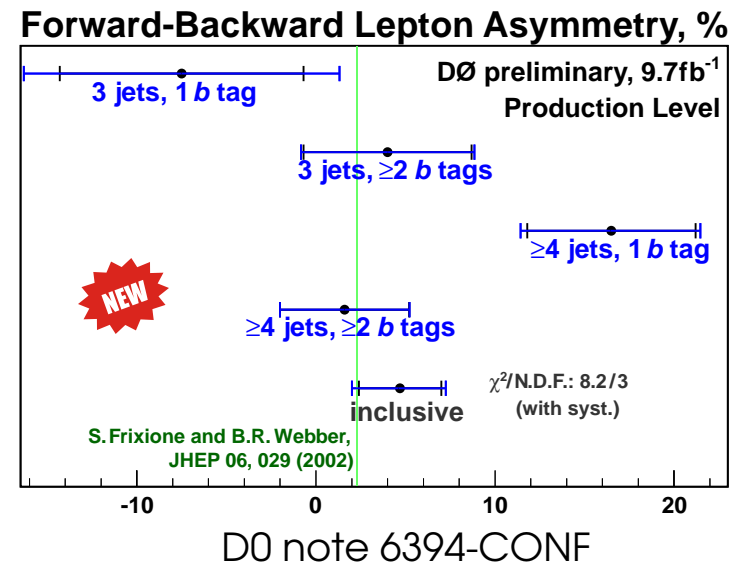 Forward-Backward Lepton Asymmetry, %
DØ preliminary, 9.7fb⁻¹
Production Level
3 jets, 1 b tag
3 jets, ≥2 b tags
≥4 jets, 1 b tag
NEW
≥4 jets, ≥2 b tags
χ²/N.D.F.: 8.2/3
(with syst.)
inclusive
S. Frixione and B.R. Webber,
JHEP 06, 029 (2002)
-10 0 10 20
D0 note 6394-CONF